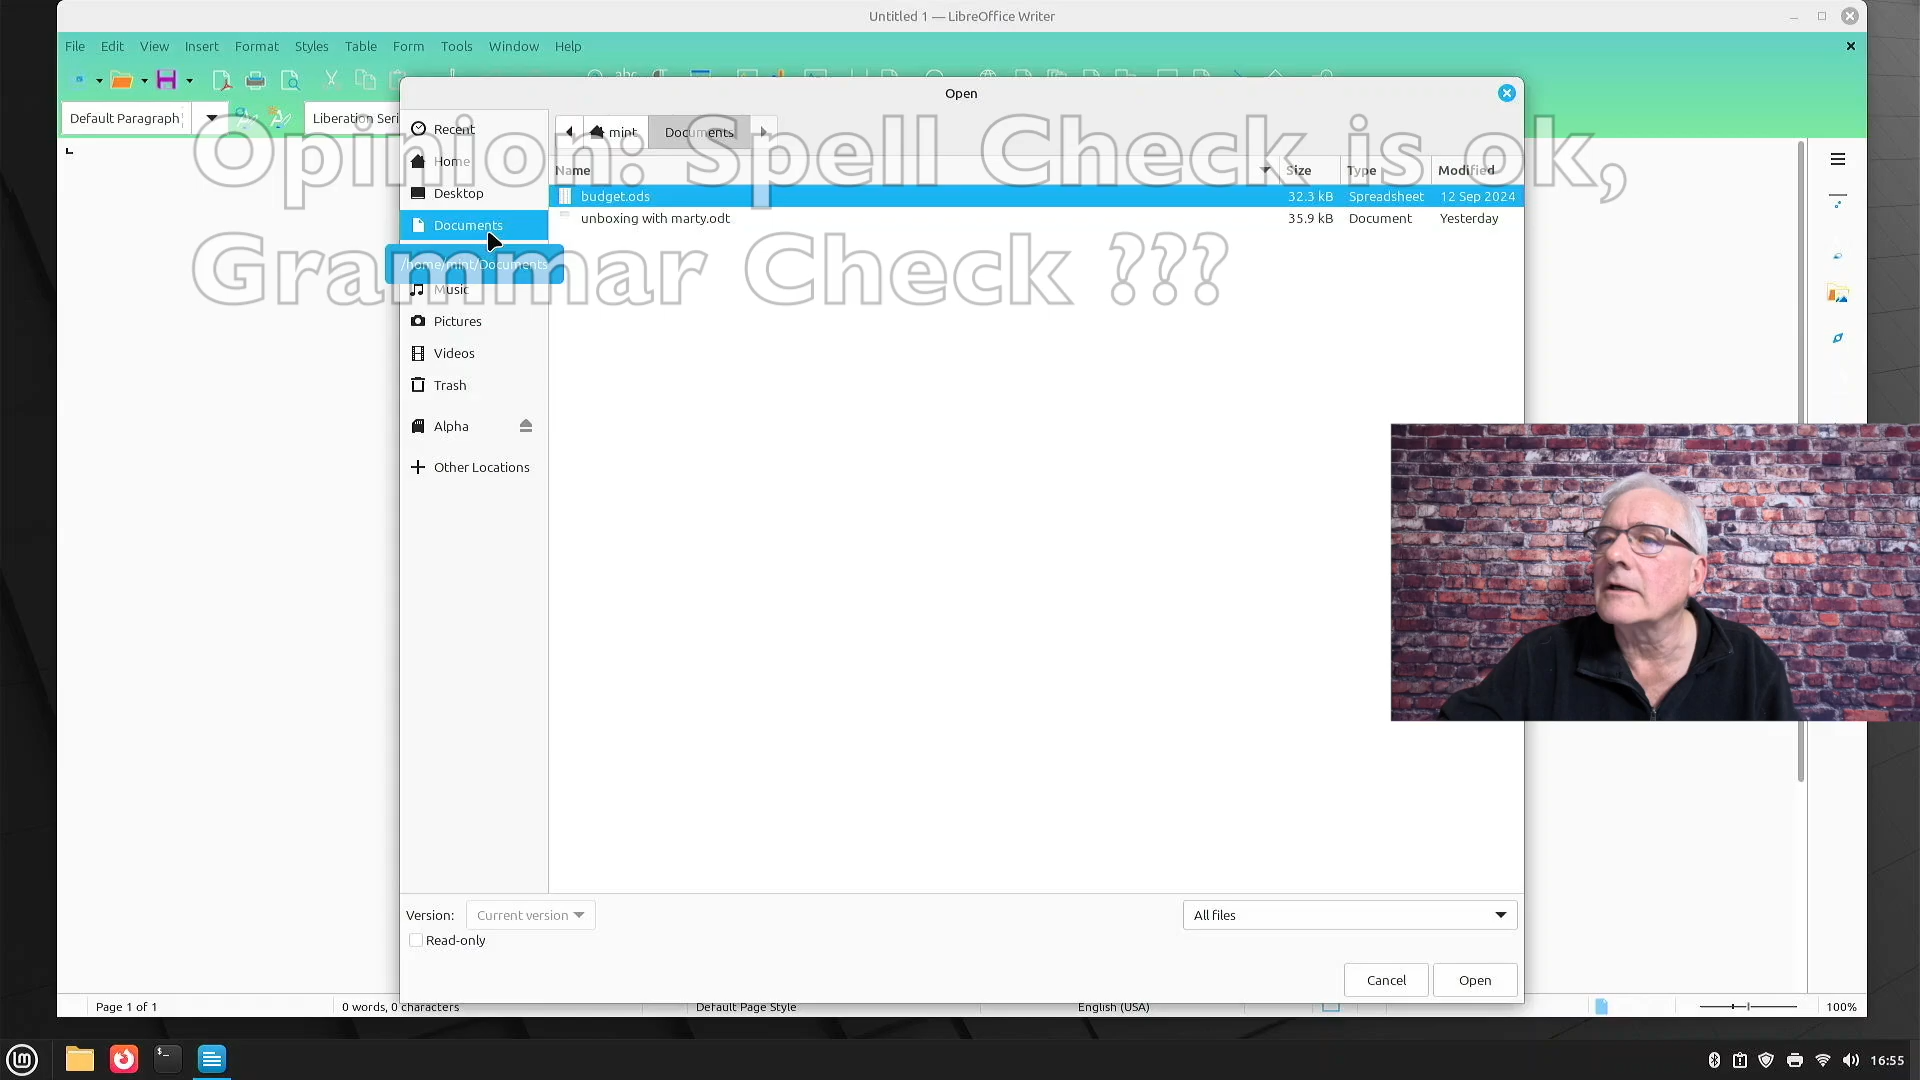 Untitled 1 — LibreOffice Writer
File Edit View Insert Format Styles Table Form Tools Window Help
Open
Default Paragraph
Liberation Seri
Opinion: Spell Check is ok,
Grammar Check ???
Recent
Home
Desktop
Documents
/home/mint/Documents
Music
Pictures
Videos
Trash
Alpha
Other Locations
mint Documents
Name Size Type Modified
budget.ods 32.3 kB Spreadsheet 12 Sep 2024
unboxing with marty.odt 35.9 kB Document Yesterday
Version: Current version
All files
Read-only
Cancel Open
Page 1 of 1 0 words, 0 characters Default Page Style English (USA) 100%
16:55